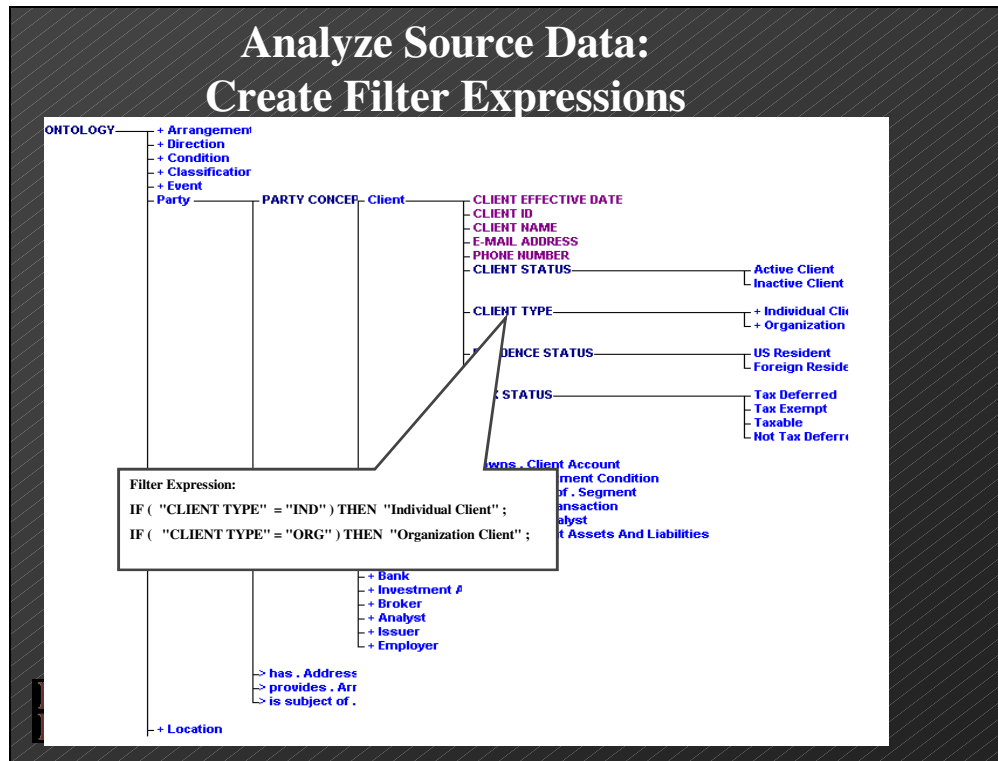 Analyze Source Data:
Create Filter Expressions
ONTOLOGY
+ Arrangement
+ Direction
+ Condition
+ Classification
+ Event
Party
PARTY CONCEP
Client
CLIENT EFFECTIVE DATE
CLIENT ID
CLIENT NAME
E-MAIL ADDRESS
PHONE NUMBER
CLIENT STATUS
Active Client
Inactive Client
CLIENT TYPE
+ Individual Clie
+ Organization
DENCE STATUS
US Resident
Foreign Reside
STATUS
Tax Deferred
Tax Exempt
Taxable
Not Tax Deferre
owns . Client Account
ment Condition
of . Segment
ansaction
alyst
t Assets And Liabilities
Filter Expression:
IF ( "CLIENT TYPE" = "IND" ) THEN "Individual Client" ;
IF ( "CLIENT TYPE" = "ORG" ) THEN "Organization Client" ;
+ Bank
+ Investment A
+ Broker
+ Analyst
+ Issuer
+ Employer
> has . Address
> provides . Arr
> is subject of .
+ Location